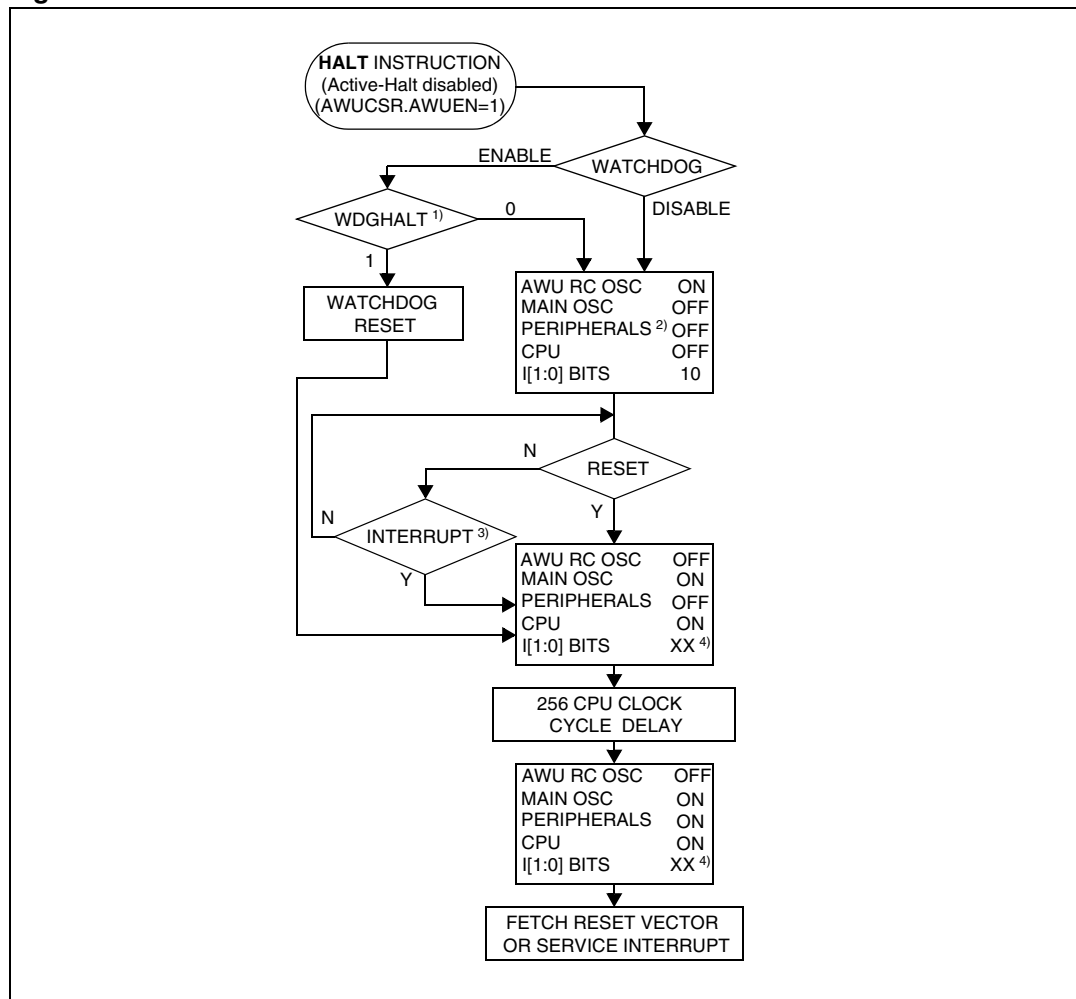 HALT INSTRUCTION
(Active-Halt disabled)
(AWUCSR.AWUEN=1)
ENABLE
WATCHDOG
WDGHALT 1)
0
DISABLE
1
WATCHDOG
RESET
AWU RC OSC ON
MAIN OSC OFF
PERIPHERALS 2) OFF
CPU OFF
I[1:0] BITS 10
N
RESET
N
INTERRUPT 3)
Y
Y
AWU RC OSC OFF
MAIN OSC ON
PERIPHERALS OFF
CPU ON
I[1:0] BITS XX 4)
256 CPU CLOCK
CYCLE DELAY
AWU RC OSC OFF
MAIN OSC ON
PERIPHERALS ON
CPU ON
I[1:0] BITS XX 4)
FETCH RESET VECTOR
OR SERVICE INTERRUPT